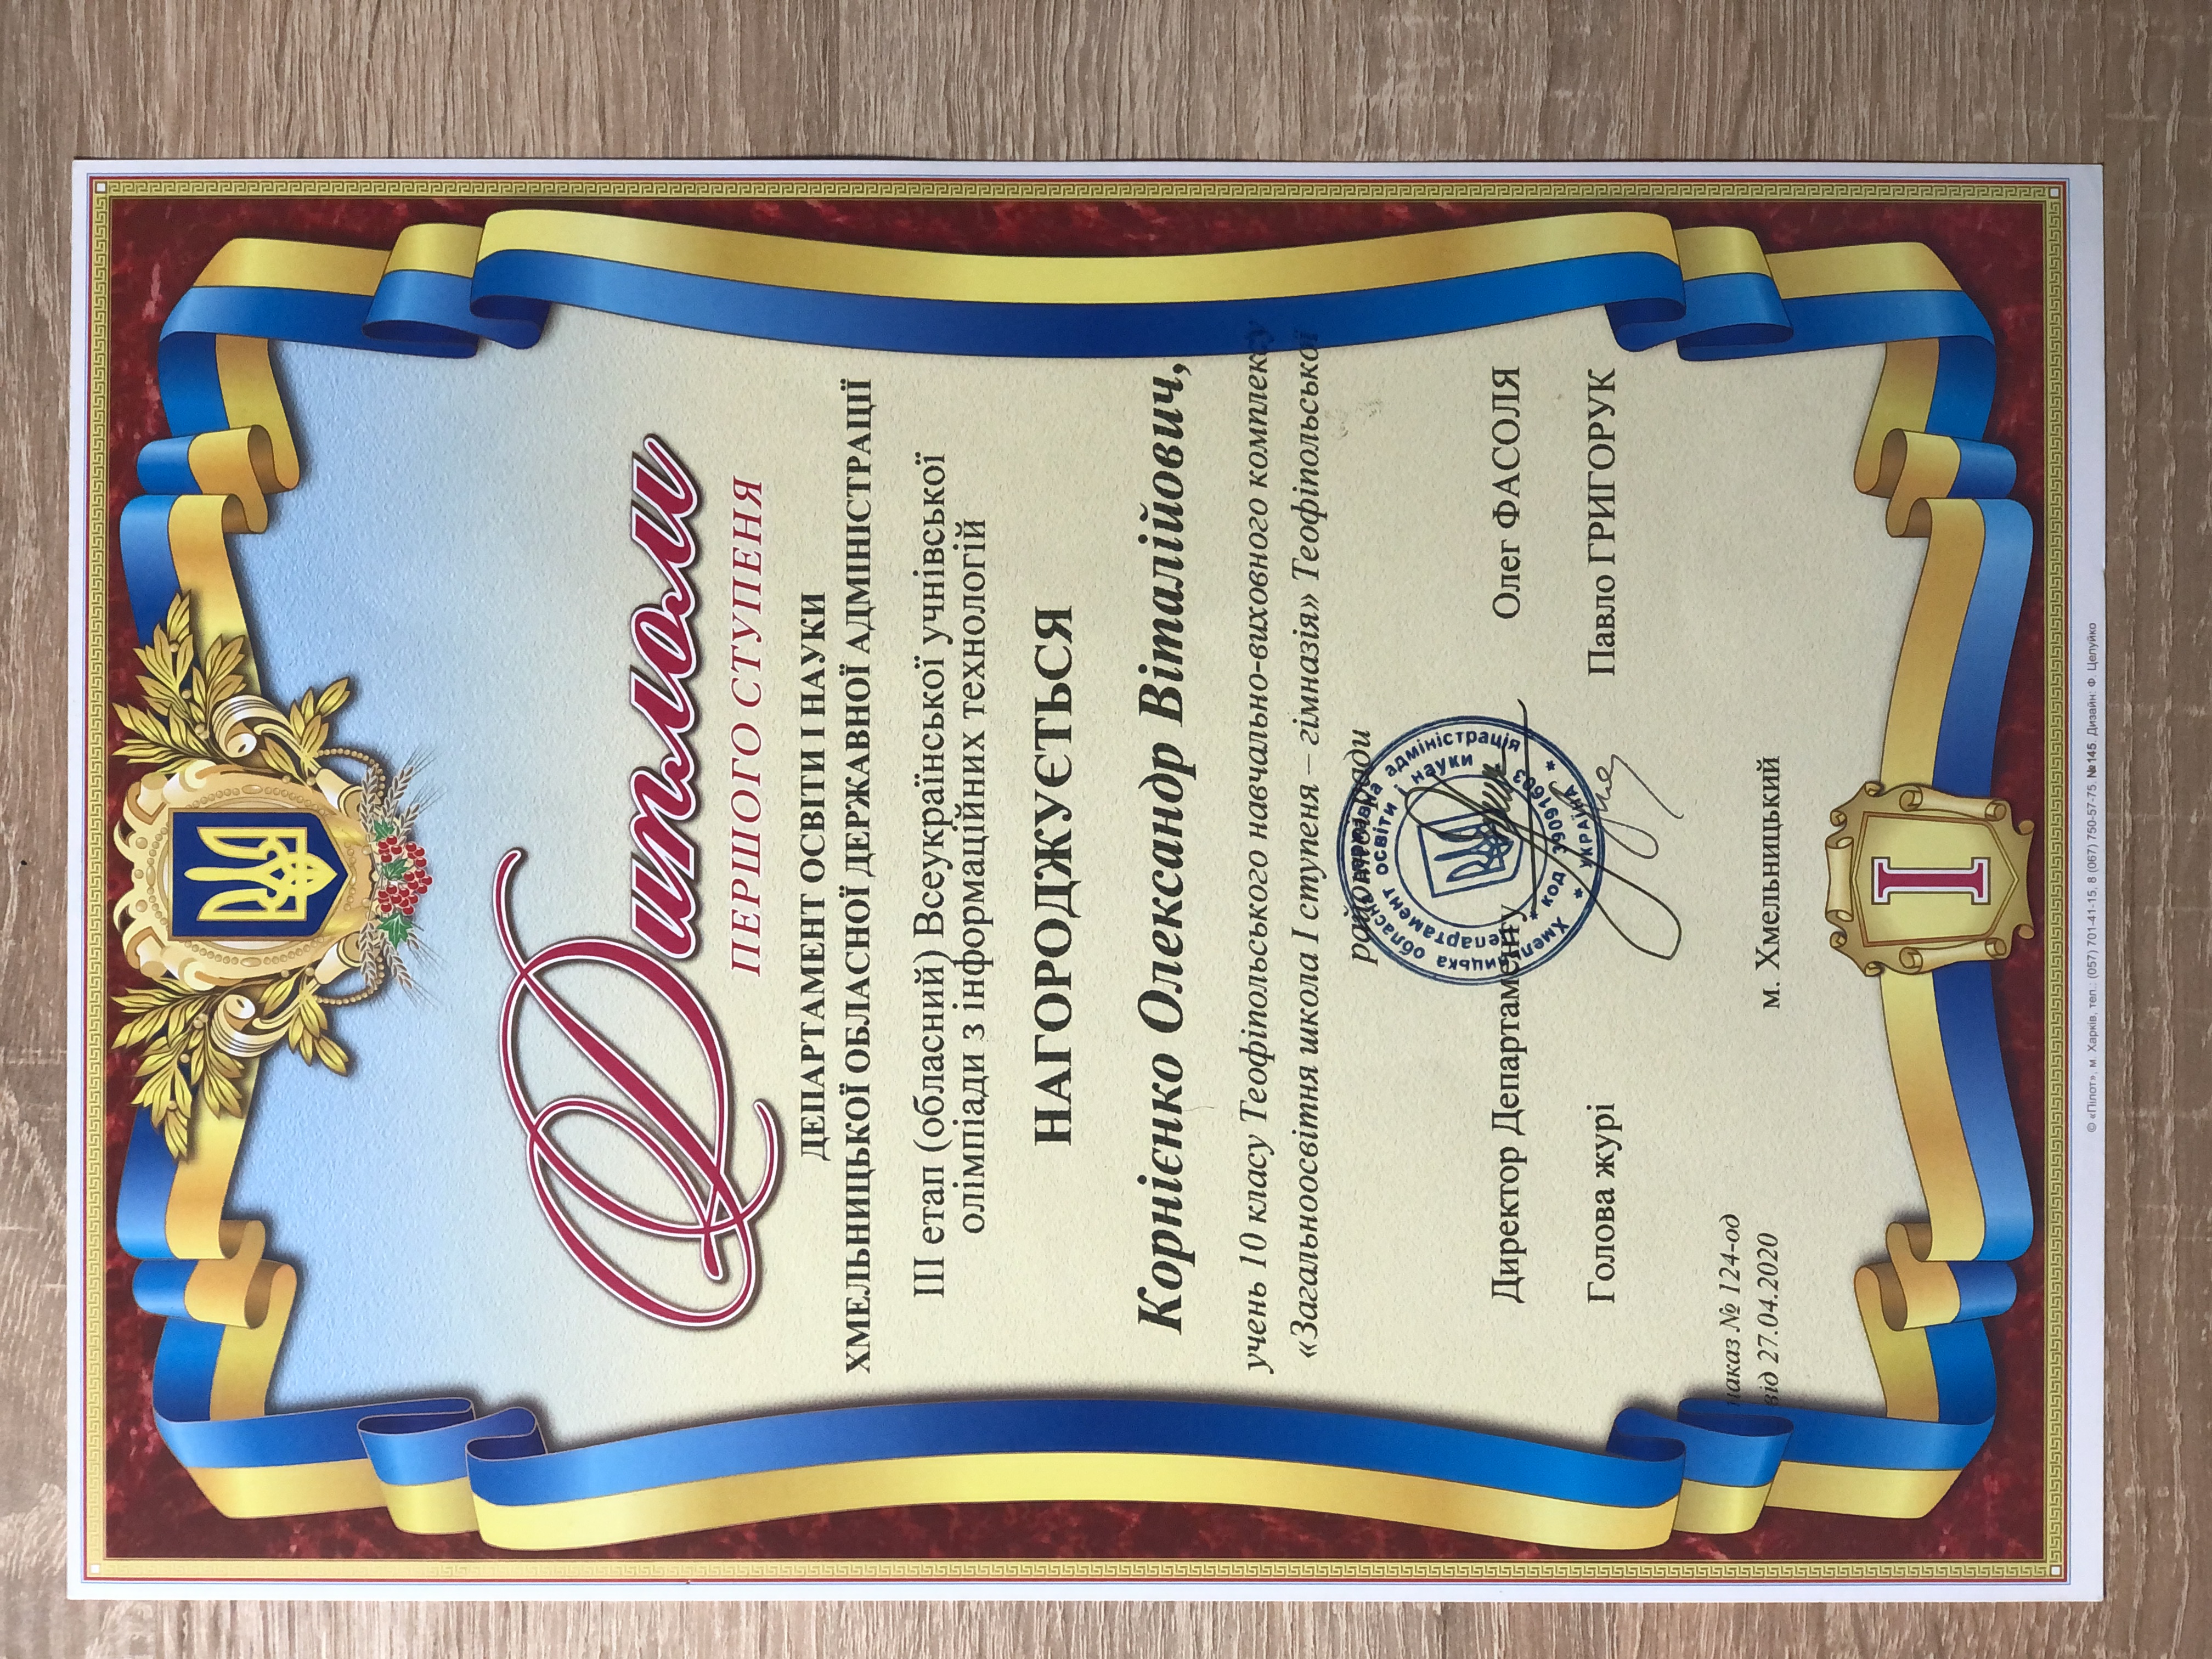 Диплом
ПЕРШОГО СТУПЕНЯ
ДЕПАРТАМЕНТ ОСВІТИ І НАУКИ
ХМЕЛЬНИЦЬКОЇ ОБЛАСНОЇ ДЕРЖАВНОЇ АДМІНІСТРАЦІЇ
ІІІ етап (обласний) Всеукраїнської учнівської
олімпіади з інформаційних технологій
НАГОРОДЖУЄТЬСЯ
Корнієнко Олександр Віталійович,
учень 10 класу Теофіпольського навчально-виховного комплексу
«Загальноосвітня школа І ступеня – гімназія» Теофіпольської
районної ради
Хмельницька обласна державна адміністрація
Департамент освіти і науки
* код 39091603 *
* УКРАЇНА *
Директор Департаменту Олег ФАСОЛЯ
Голова журі Павло ГРИГОРУК
наказ № 124-од
від 27.04.2020
м. Хмельницький
I
© «Пілот», м. Харків, тел.: (057) 701-41-15, 8 (067) 750-57-75. №145. Дизайн: Ф. Целуйко